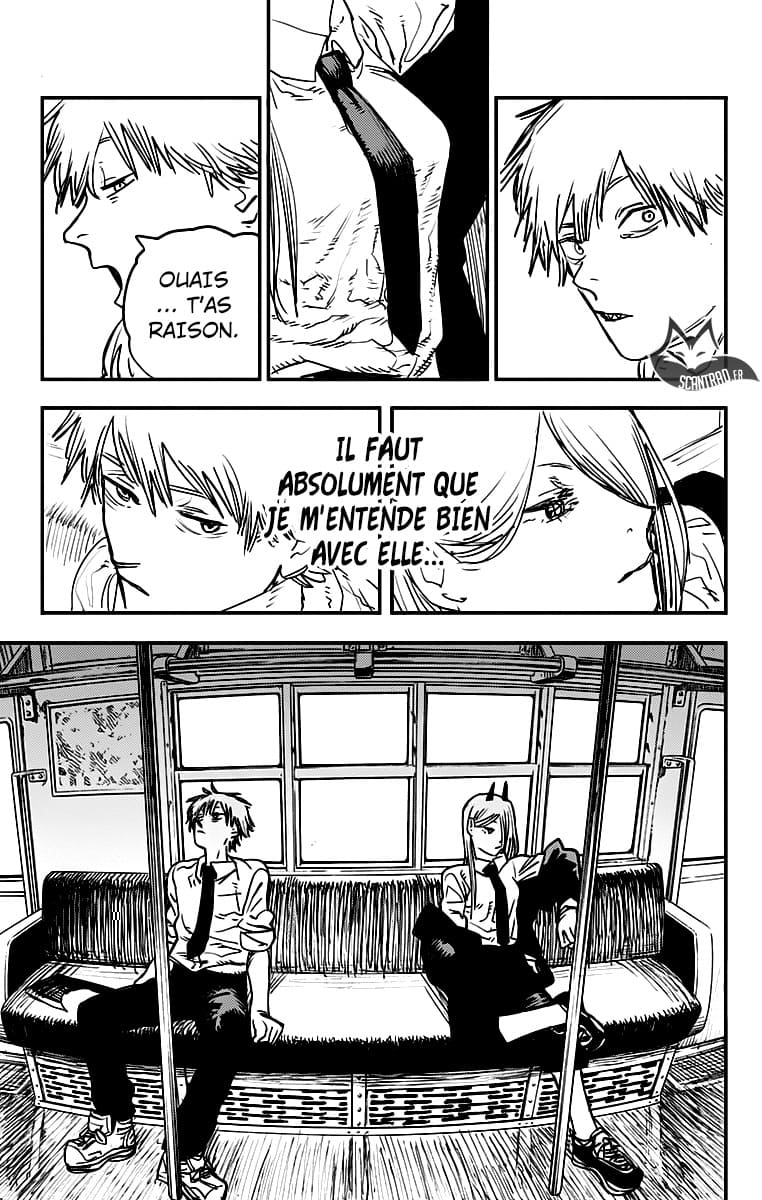 OUAIS
... T'AS
RAISON.
SCANTRAD.FR
IL FAUT
ABSOLUMENT QUE
JE M'ENTENDE BIEN
AVEC ELLE...